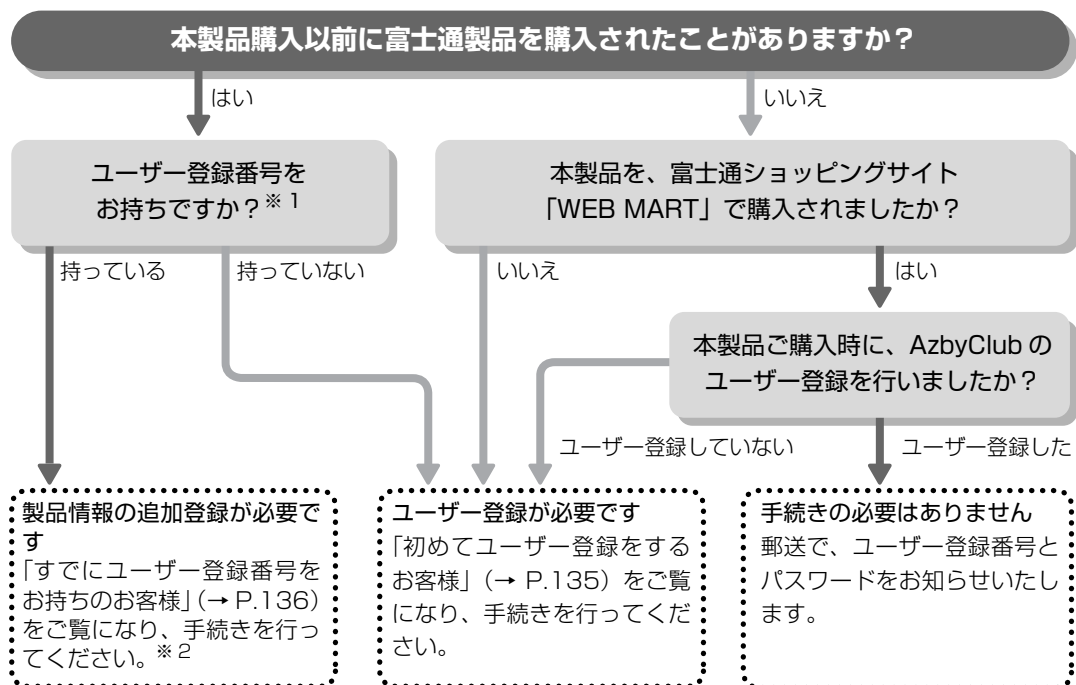 本製品購入以前に富士通製品を購入されたことがありますか？
はい
いいえ
ユーザー登録番号を
お持ちですか？※1
本製品を、富士通ショッピングサイト
「WEB MART」で購入されましたか？
持っている
持っていない
いいえ
はい
本製品ご購入時に、AzbyClub の
ユーザー登録を行いましたか？
ユーザー登録していない
ユーザー登録した
製品情報の追加登録が必要で
す
「すでにユーザー登録番号を
お持ちのお客様」（→ P.136）
をご覧になり、手続きを行っ
てください。※2
ユーザー登録が必要です
「初めてユーザー登録をする
お客様」（→ P.135）をご覧
になり、手続きを行ってくだ
さい。
手続きの必要はありません
郵送で、ユーザー登録番号と
パスワードをお知らせいたし
ます。